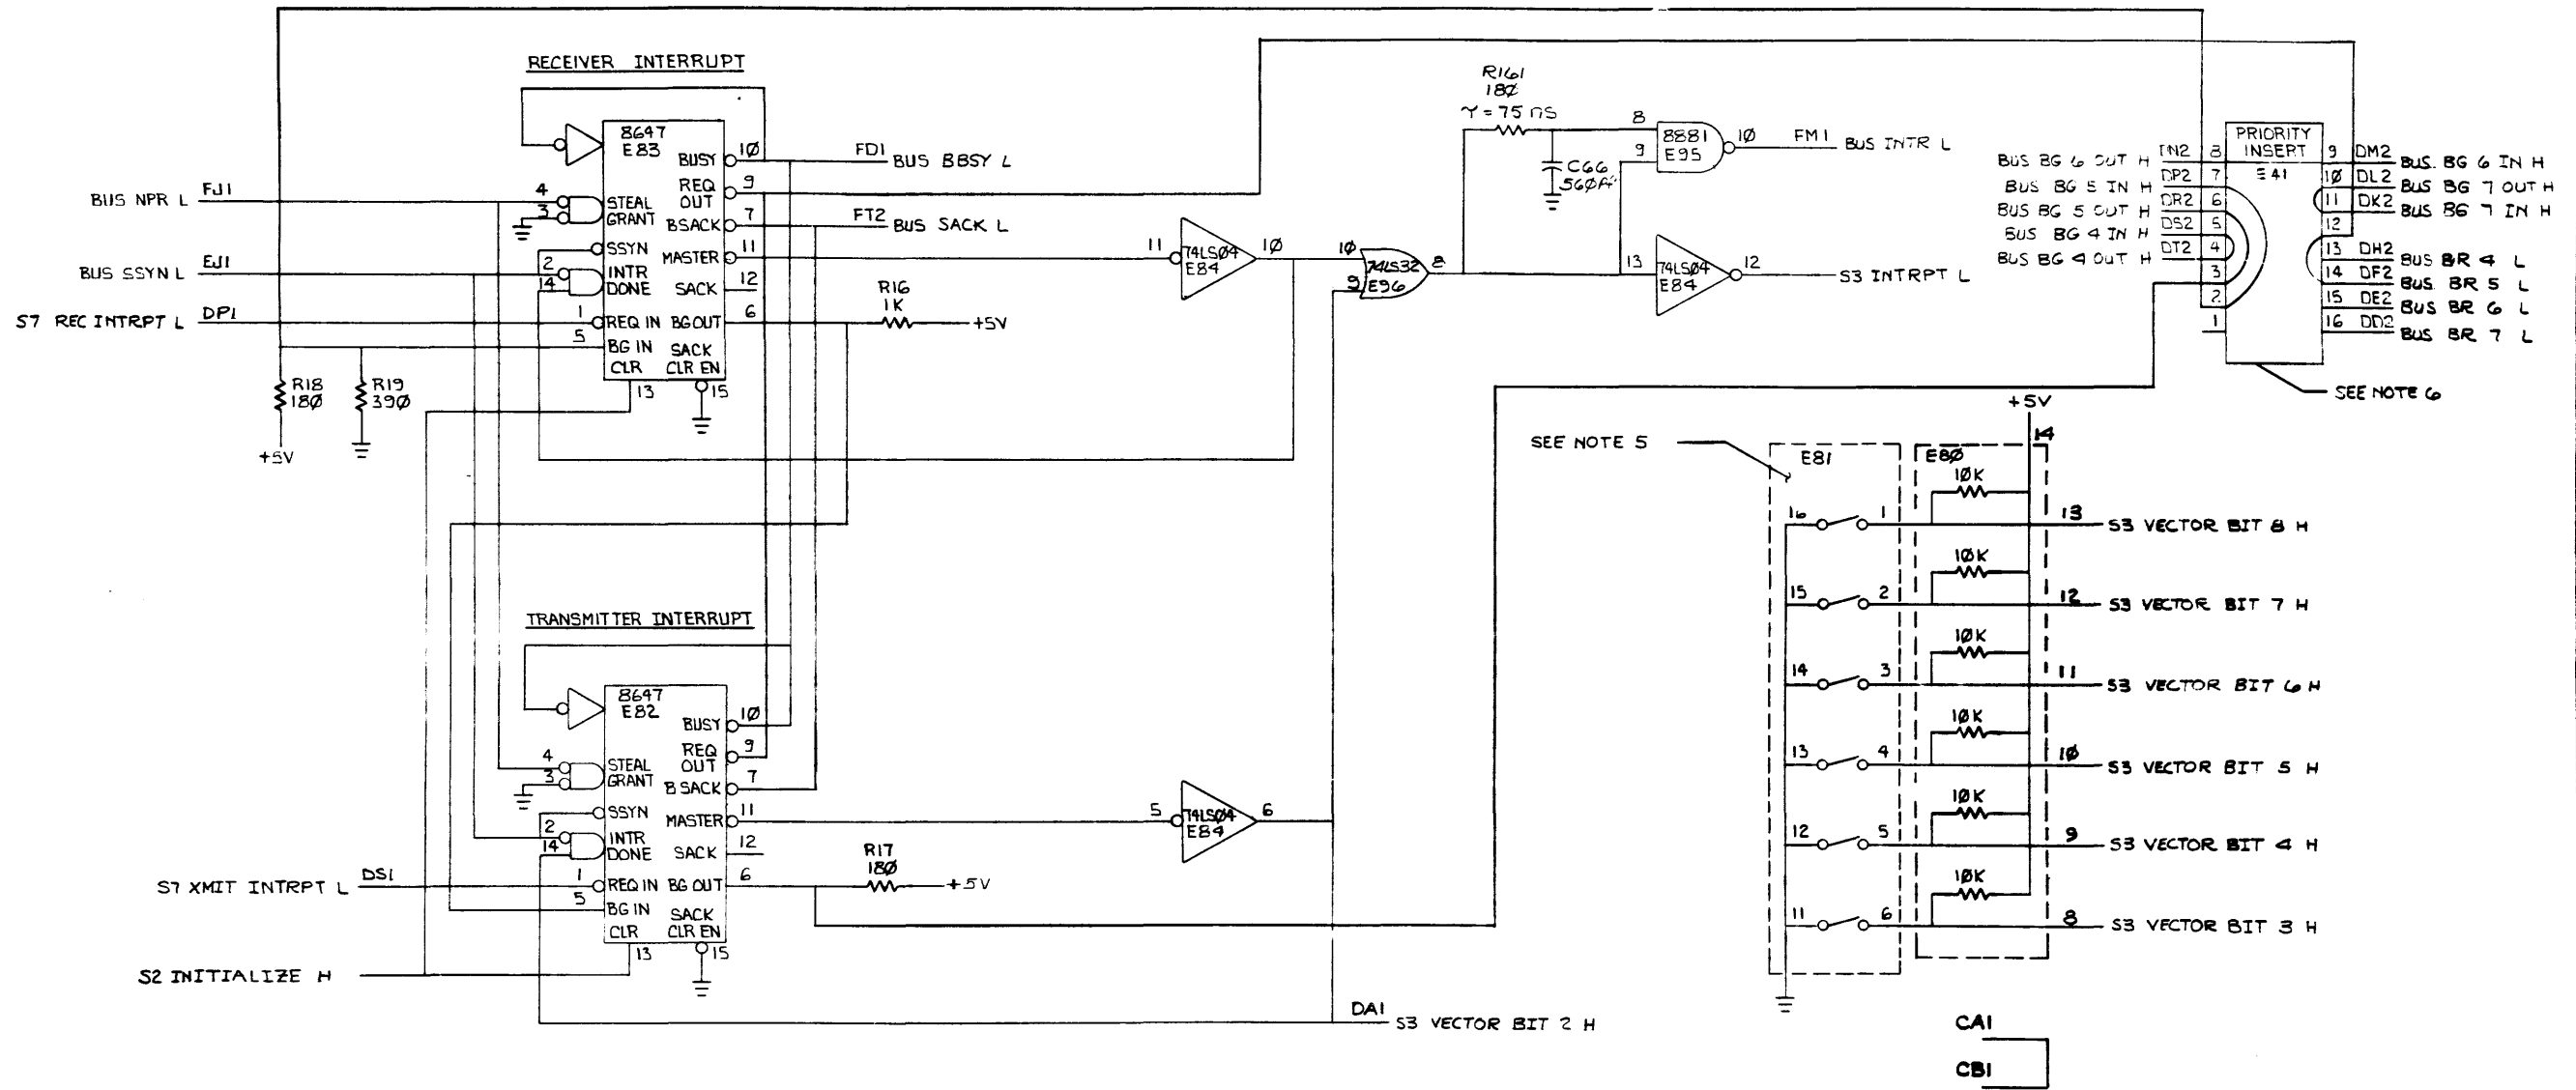 RECEIVER INTERRUPT
8647
E83
BUSY
10
FD1
BUS BBSY L
REQ
OUT
9
BUS NPR L
FJ1
4
3
STEAL
GRANT
BSACK
7
FT2
BUS SACK L
SSYN
MASTER
11
BUS SSYN L
EJ1
2
14
INTR
DONE
SACK
12
S7 REC INTRPT L
DP1
1
REQ IN
BG OUT
6
R16
1K
+5V
5
BG IN
SACK
CLR
CLR EN
13
15
R18
180
+5V
R19
390
11
74LS04
E84
10
10
9
74LS32
E96
8
R161
180
τ = 75 nS
C66
560
8
9
8881
E95
10
FM1
BUS INTR L
13
74LS04
E84
12
S3 INTRPT L
PRIORITY
INSERT
E41
BUS BG 6 OUT H DN2 8
BUS BG 5 IN H DP2 7
BUS BG 5 OUT H DR2 6
BUS BG 4 IN H DS2 5
BUS BG 4 OUT H DT2 4
3
2
1
9 DM2 BUS BG 6 IN H
10 DL2 BUS BG 7 OUT H
11 DK2 BUS BG 7 IN H
12
13 DH2 BUS BR 4 L
14 DF2 BUS BR 5 L
15 DE2 BUS BR 6 L
16 DD2 BUS BR 7 L
SEE NOTE 6
TRANSMITTER INTERRUPT
8647
E82
BUSY
10
REQ
OUT
9
4
3
STEAL
GRANT
B SACK
7
SSYN
MASTER
11
2
14
INTR
DONE
SACK
12
S7 XMIT INTRPT L
DS1
1
REQ IN
BG OUT
6
R17
180
+5V
5
BG IN
SACK
CLR
CLR EN
13
15
S2 INITIALIZE H
5
74LS04
E84
6
DA1
S3 VECTOR BIT 2 H
SEE NOTE 5
E81
E80
+5V
14
10K
16 1 13 S3 VECTOR BIT 8 H
10K
15 2 12 S3 VECTOR BIT 7 H
10K
14 3 11 S3 VECTOR BIT 6 H
10K
13 4 10 S3 VECTOR BIT 5 H
10K
12 5 9 S3 VECTOR BIT 4 H
10K
11 6 8 S3 VECTOR BIT 3 H
CA1
CB1